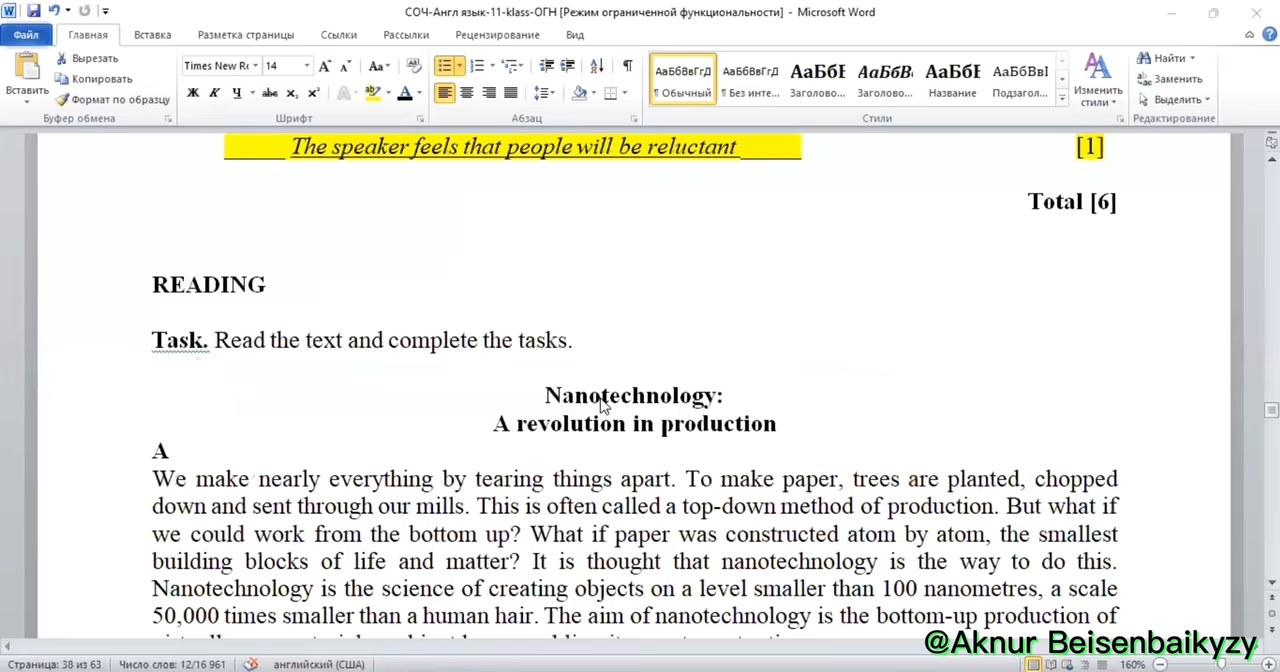 СОЧ-Англ язык-11-klass-ОГН [Режим ограниченной функциональности] - Microsoft Word
Файл Главная Вставка Разметка страницы Ссылки Рассылки Рецензирование Вид
Вставить
Вырезать
Копировать
Формат по образцу
Буфер обмена
Times New Rc 14
Ж К Ч abc x₂ x²
Шрифт
Абзац
АаБбВвГгД АаБбВвГгД АаБбЕ АаБбВв АаБбЕ АаБбВвІ
¶ Обычный ¶ Без инте... Заголово... Заголово... Название Подзагол...
Стили
Изменить стили
Найти
Заменить
Выделить
Редактирование
The speaker feels that people will be reluctant [1]
Total [6]
READING
Task. Read the text and complete the tasks.
Nanotechnology:
A revolution in production
A
We make nearly everything by tearing things apart. To make paper, trees are planted, chopped
down and sent through our mills. This is often called a top-down method of production. But what if
we could work from the bottom up? What if paper was constructed atom by atom, the smallest
building blocks of life and matter? It is thought that nanotechnology is the way to do this.
Nanotechnology is the science of creating objects on a level smaller than 100 nanometres, a scale
50,000 times smaller than a human hair. The aim of nanotechnology is the bottom-up production of
@Aknur Beisenbaikyzy
Страница: 38 из 63 Число слов: 12/16 961 английский (США) 160%